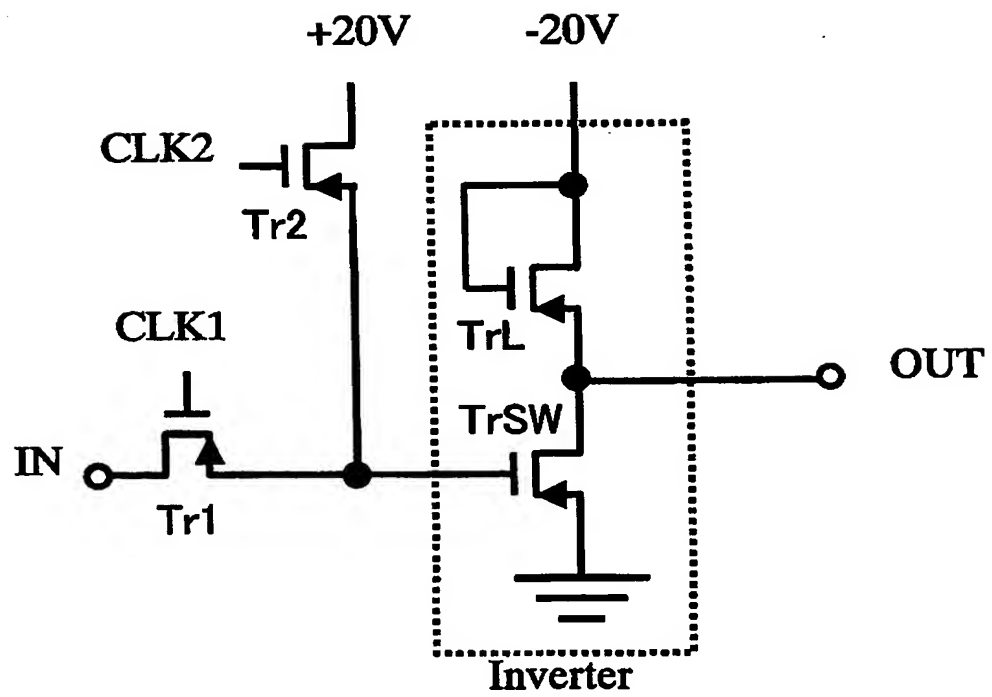 +20V
-20V
CLK2
Tr2
CLK1
TrL
OUT
TrSW
IN
Tr1
Inverter